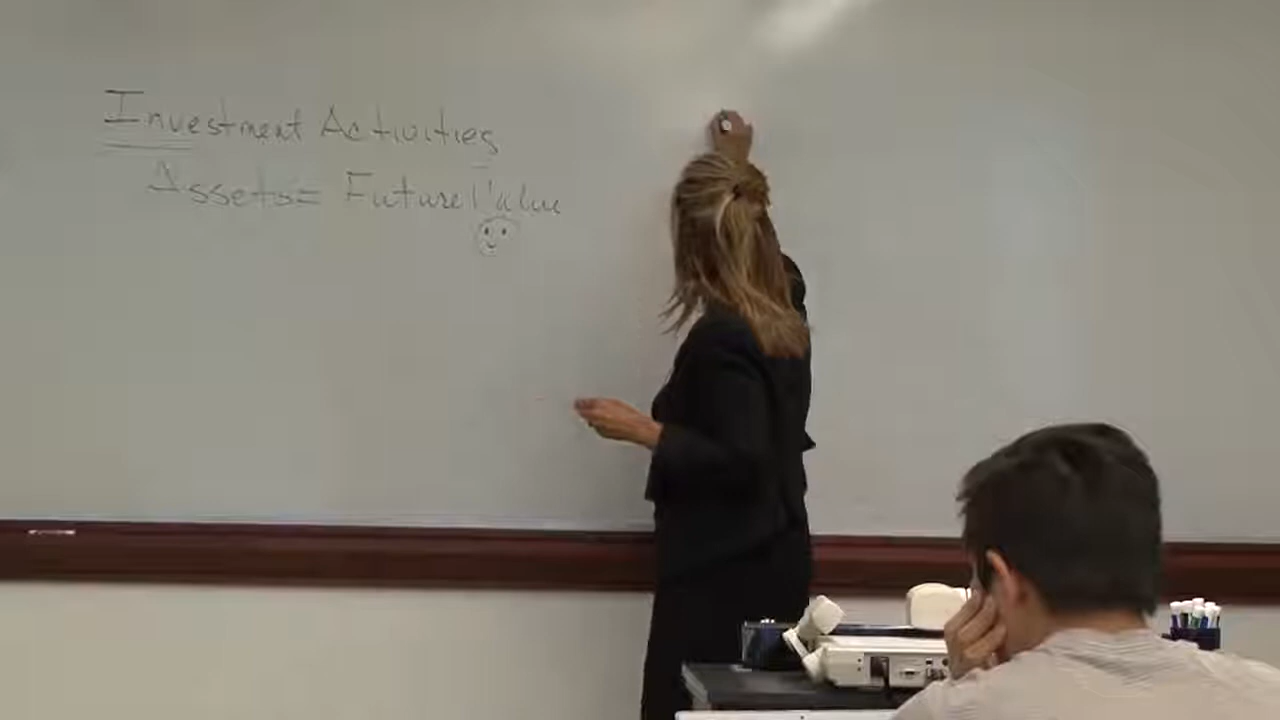 Investment Activities
Assets = Future Value